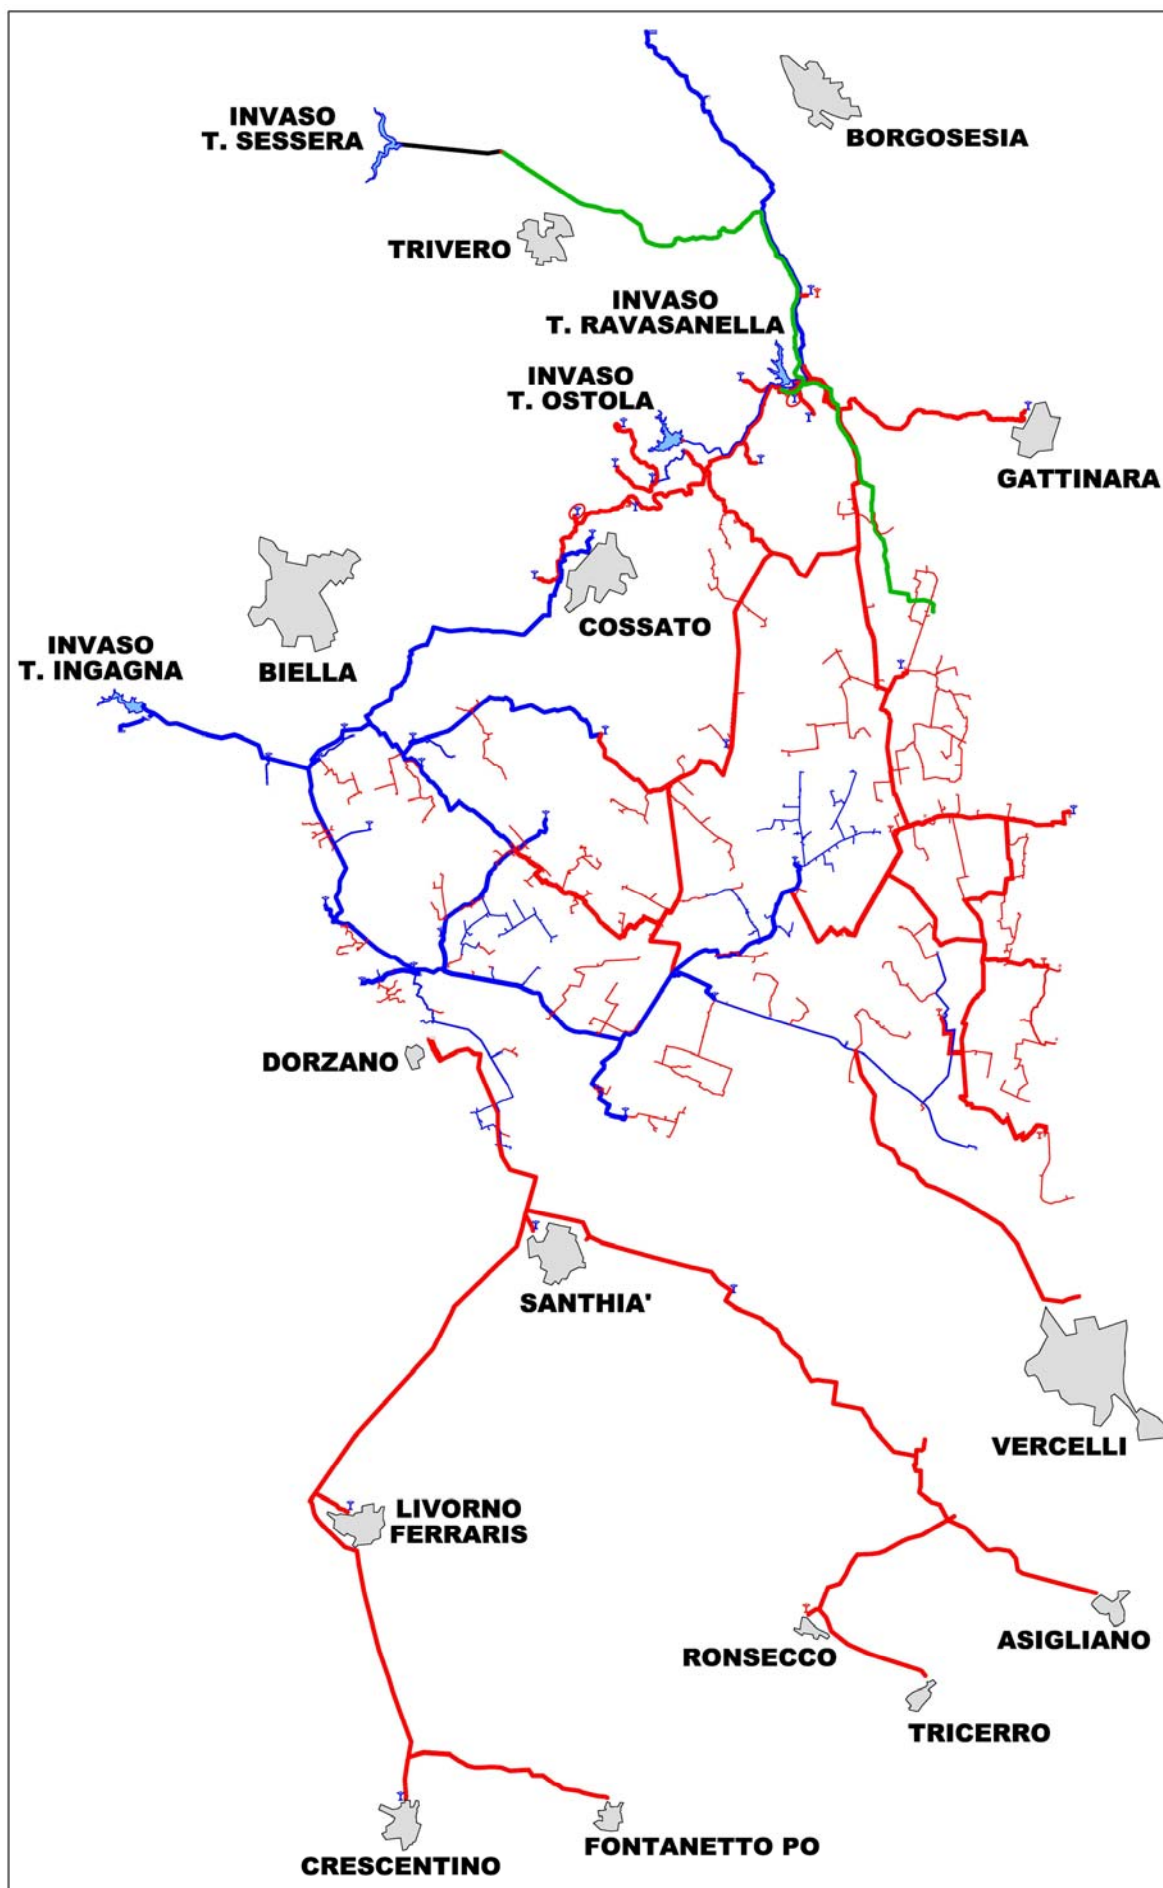 INVASO
T. SESSERA
BORGOSESIA
TRIVERO
INVASO
T. RAVASANELLA
INVASO
T. OSTOLA
GATTINARA
COSSATO
BIELLA
INVASO
T. INGAGNA
DORZANO
SANTHIA'
VERCELLI
LIVORNO
FERRARIS
RONSECCO
ASIGLIANO
TRICERRO
FONTANETTO PO
CRESCENTINO